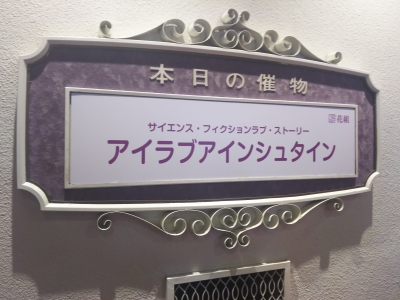 本日の催物
花組
サイエンス・フィクションラブ・ストーリー
アイラブアインシュタイン